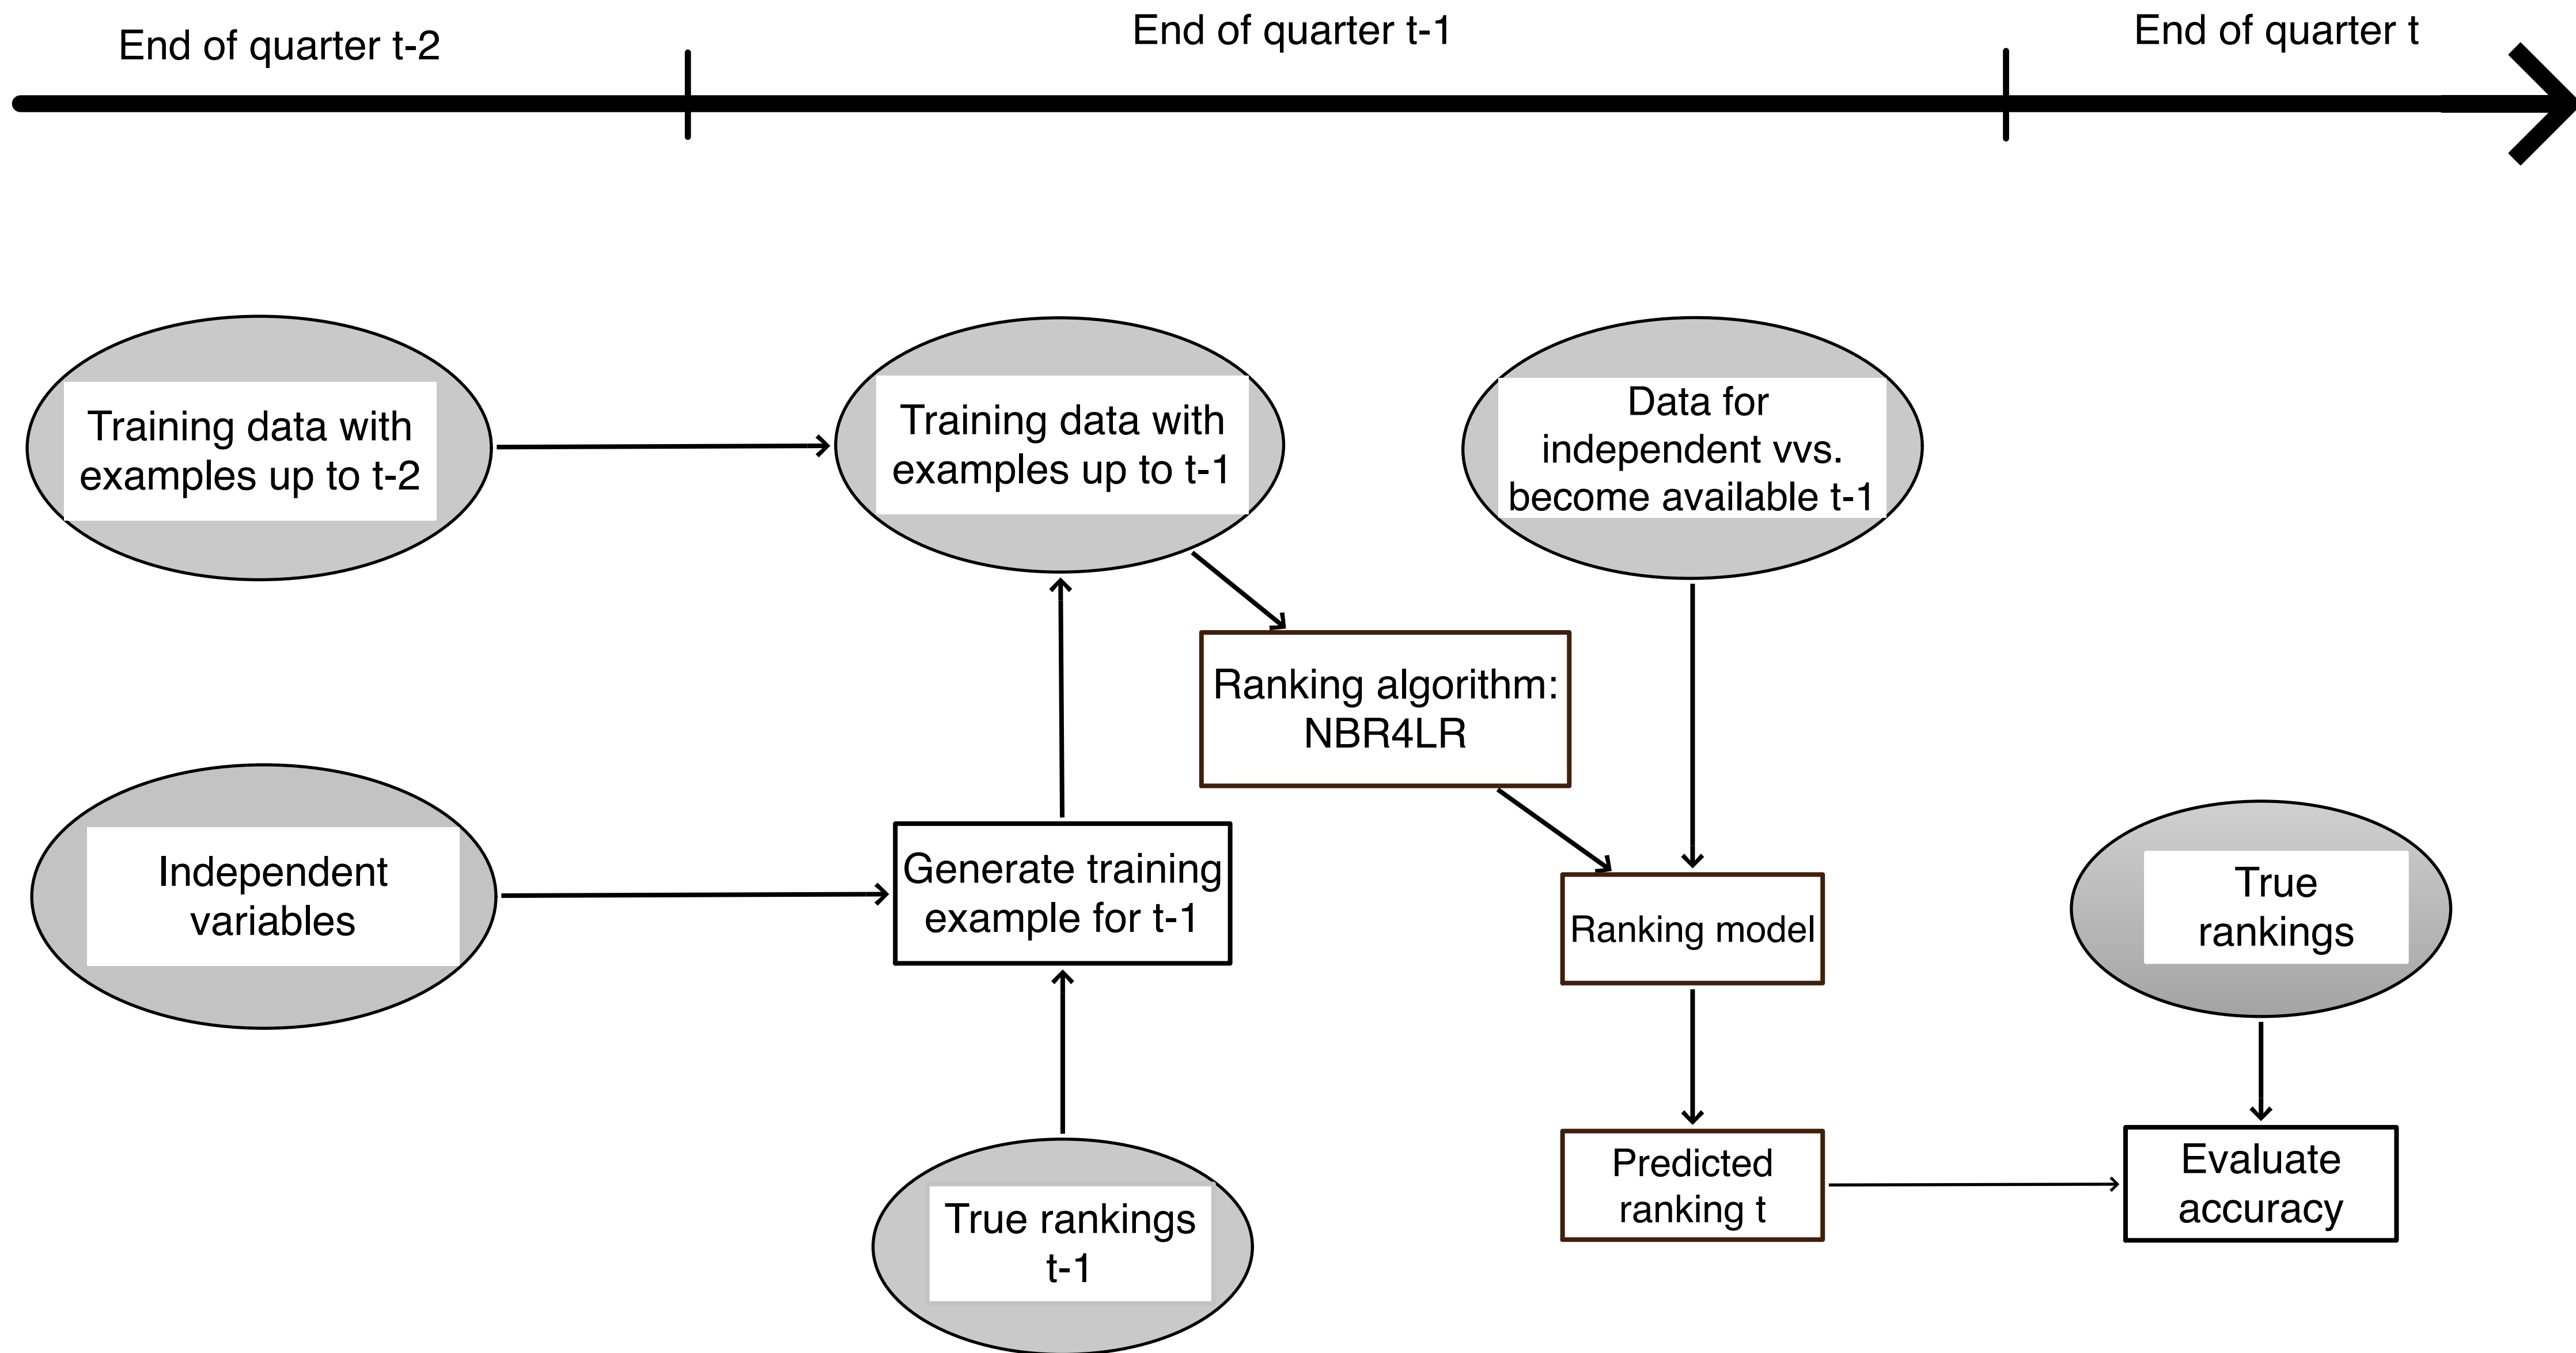 End of quarter t-2
End of quarter t-1
End of quarter t
Training data with
examples up to t-2
Training data with
examples up to t-1
Data for
independent vvs.
become available t-1
Ranking algorithm:
NBR4LR
Independent
variables
Generate training
example for t-1
Ranking model
True
rankings
True rankings
t-1
Predicted
ranking t
Evaluate
accuracy